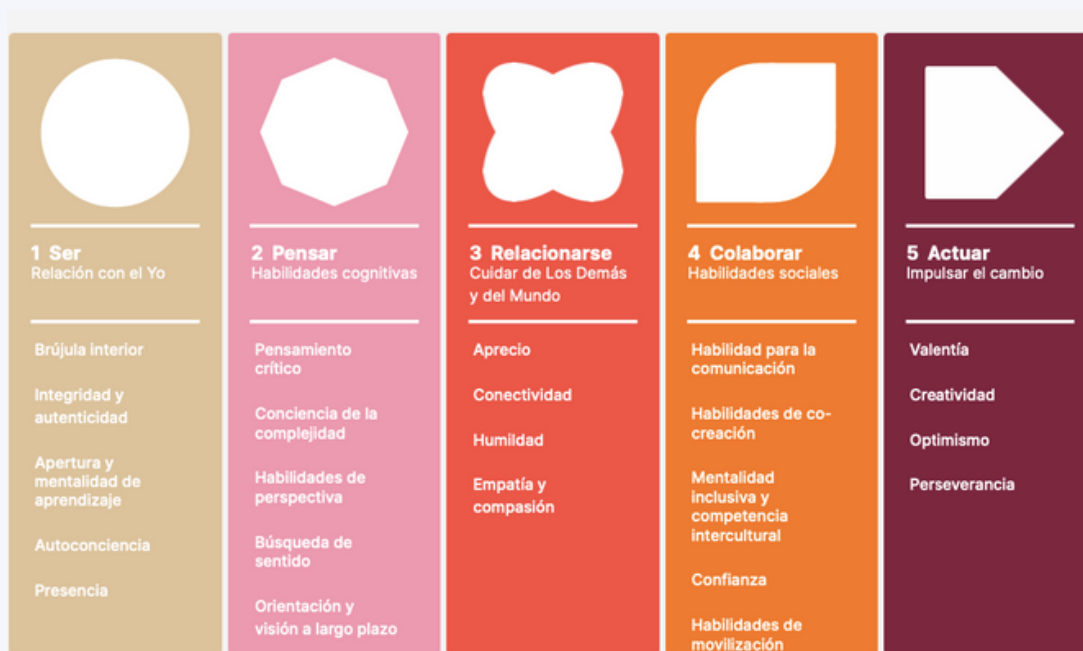 1 Ser
Relación con el Yo
Brújula interior
Integridad y
autenticidad
Apertura y
mentalidad de
aprendizaje
Autoconciencia
Presencia
2 Pensar
Habilidades cognitivas
Pensamiento
crítico
Conciencia de la
complejidad
Habilidades de
perspectiva
Búsqueda de
sentido
Orientación y
visión a largo plazo
3 Relacionarse
Cuidar de Los Demás
y del Mundo
Aprecio
Conectividad
Humildad
Empatía y
compasión
4 Colaborar
Habilidades sociales
Habilidad para la
comunicación
Habilidades de co-
creación
Mentalidad
inclusiva y
competencia
intercultural
Confianza
Habilidades de
movilización
5 Actuar
Impulsar el cambio
Valentía
Creatividad
Optimismo
Perseverancia